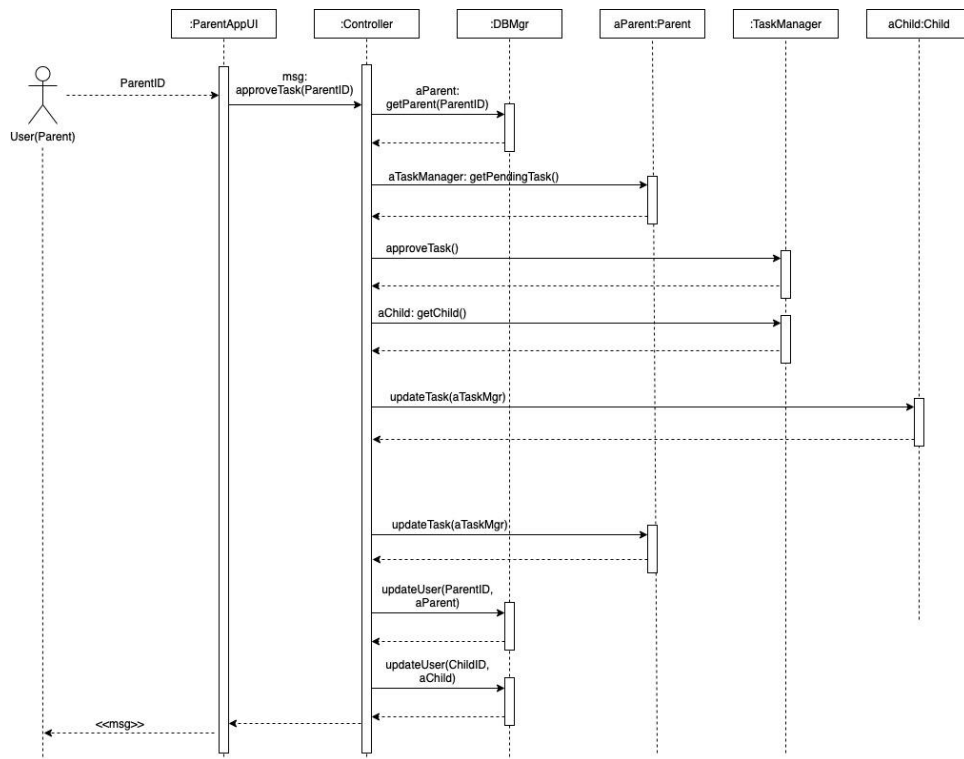 :ParentAppUI
:Controller
:DBMgr
aParent:Parent
:TaskManager
aChild:Child
ParentID
User(Parent)
msg:
approveTask(ParentID)
aParent:
getParent(ParentID)
aTaskManager: getPendingTask()
approveTask()
aChild: getChild()
updateTask(aTaskMgr)
updateTask(aTaskMgr)
updateUser(ParentID,
aParent)
updateUser(ChildID,
aChild)
<<msg>>